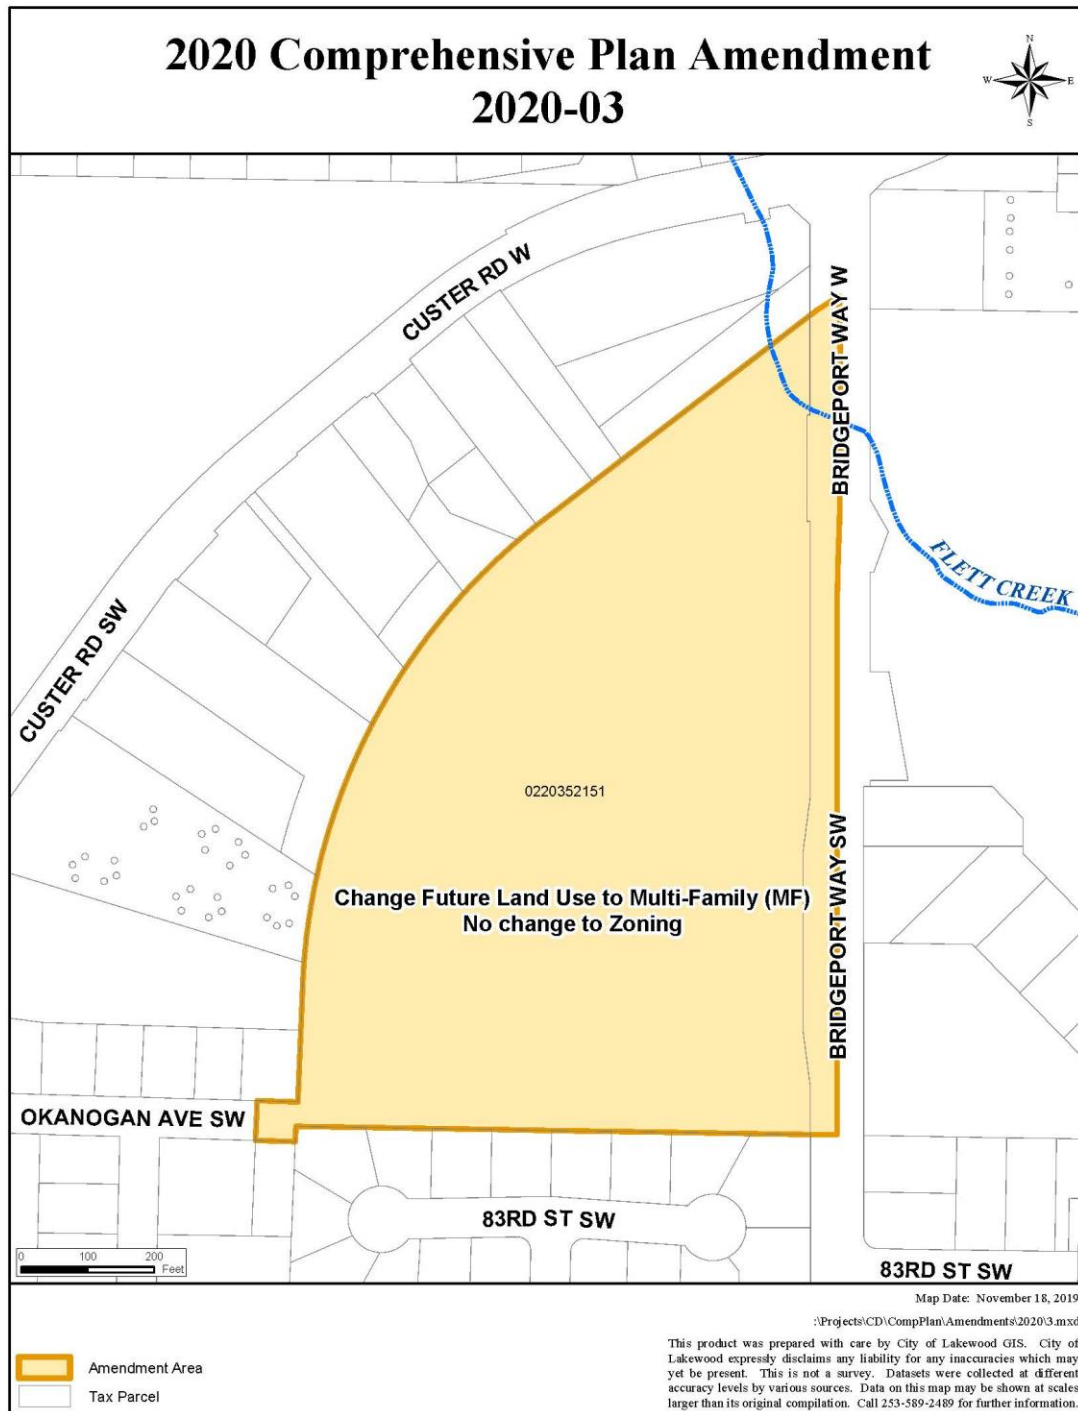 2020 Comprehensive Plan Amendment
2020-03
N
W
E
S
CUSTER RD W
BRIDGEPORT WAY W
FLETT CREEK
CUSTER RD SW
0220352151
BRIDGEPORT WAY SW
Change Future Land Use to Multi-Family (MF)
No change to Zoning
OKANOGAN AVE SW
83RD ST SW
83RD ST SW
0 100 200
Feet
Map Date: November 18, 2019
:\Projects\CD\CompPlan\Amendments\2020\3.mxd
This product was prepared with care by City of Lakewood GIS. City of
Lakewood expressly disclaims any liability for any inaccuracies which may
yet be present. This is not a survey. Datasets were collected at different
accuracy levels by various sources. Data on this map may be shown at scales
larger than its original compilation. Call 253-589-2489 for further information.
Amendment Area
Tax Parcel